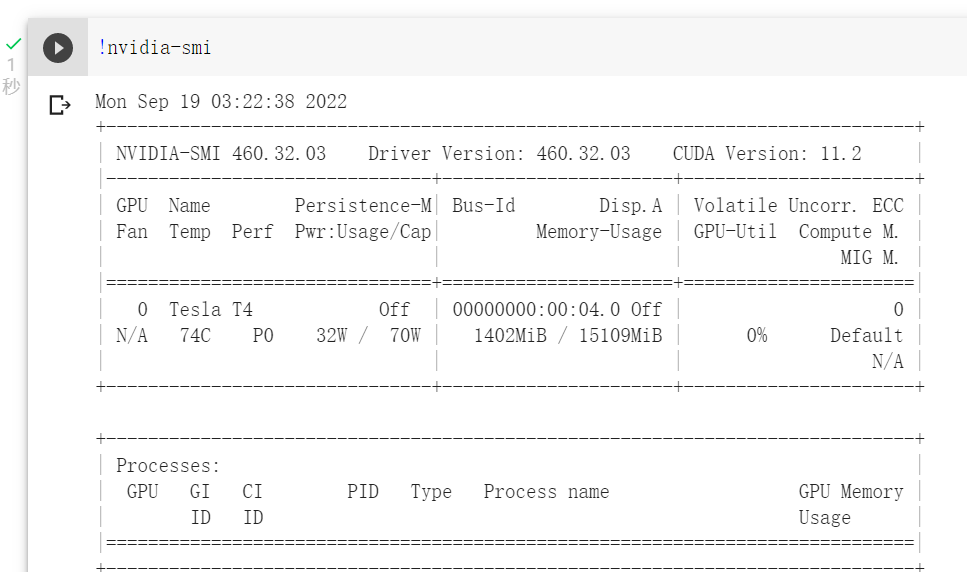 !nvidia-smi
1
秒
Mon Sep 19 03:22:38 2022
+-----------------------------------------------------------------------------+
| NVIDIA-SMI 460.32.03    Driver Version: 460.32.03    CUDA Version: 11.2     |
|-------------------------------+----------------------+----------------------+
| GPU  Name        Persistence-M| Bus-Id        Disp.A | Volatile Uncorr. ECC |
| Fan  Temp  Perf  Pwr:Usage/Cap|         Memory-Usage | GPU-Util  Compute M. |
|                               |                      |               MIG M. |
|===============================+======================+======================|
|   0  Tesla T4            Off  | 00000000:00:04.0 Off |                    0 |
| N/A   74C    P0    32W /  70W |   1402MiB / 15109MiB |      0%      Default |
|                               |                      |                  N/A |
+-------------------------------+----------------------+----------------------+
+-----------------------------------------------------------------------------+
| Processes:                                                                  |
|  GPU   GI   CI        PID   Type   Process name                  GPU Memory |
|        ID   ID                                                   Usage      |
|=============================================================================|
+-----------------------------------------------------------------------------+